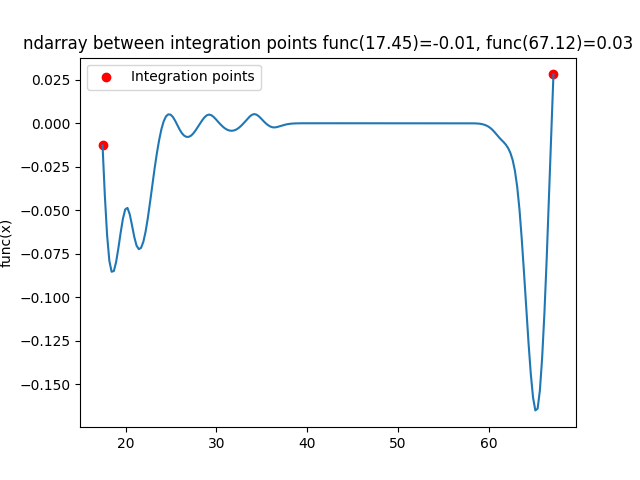 ndarray between integration points func(17.45)=-0.01, func(67.12)=0.03
Integration points
func(x)
0.025
0.000
−0.025
−0.050
−0.075
−0.100
−0.125
−0.150
20 30 40 50 60